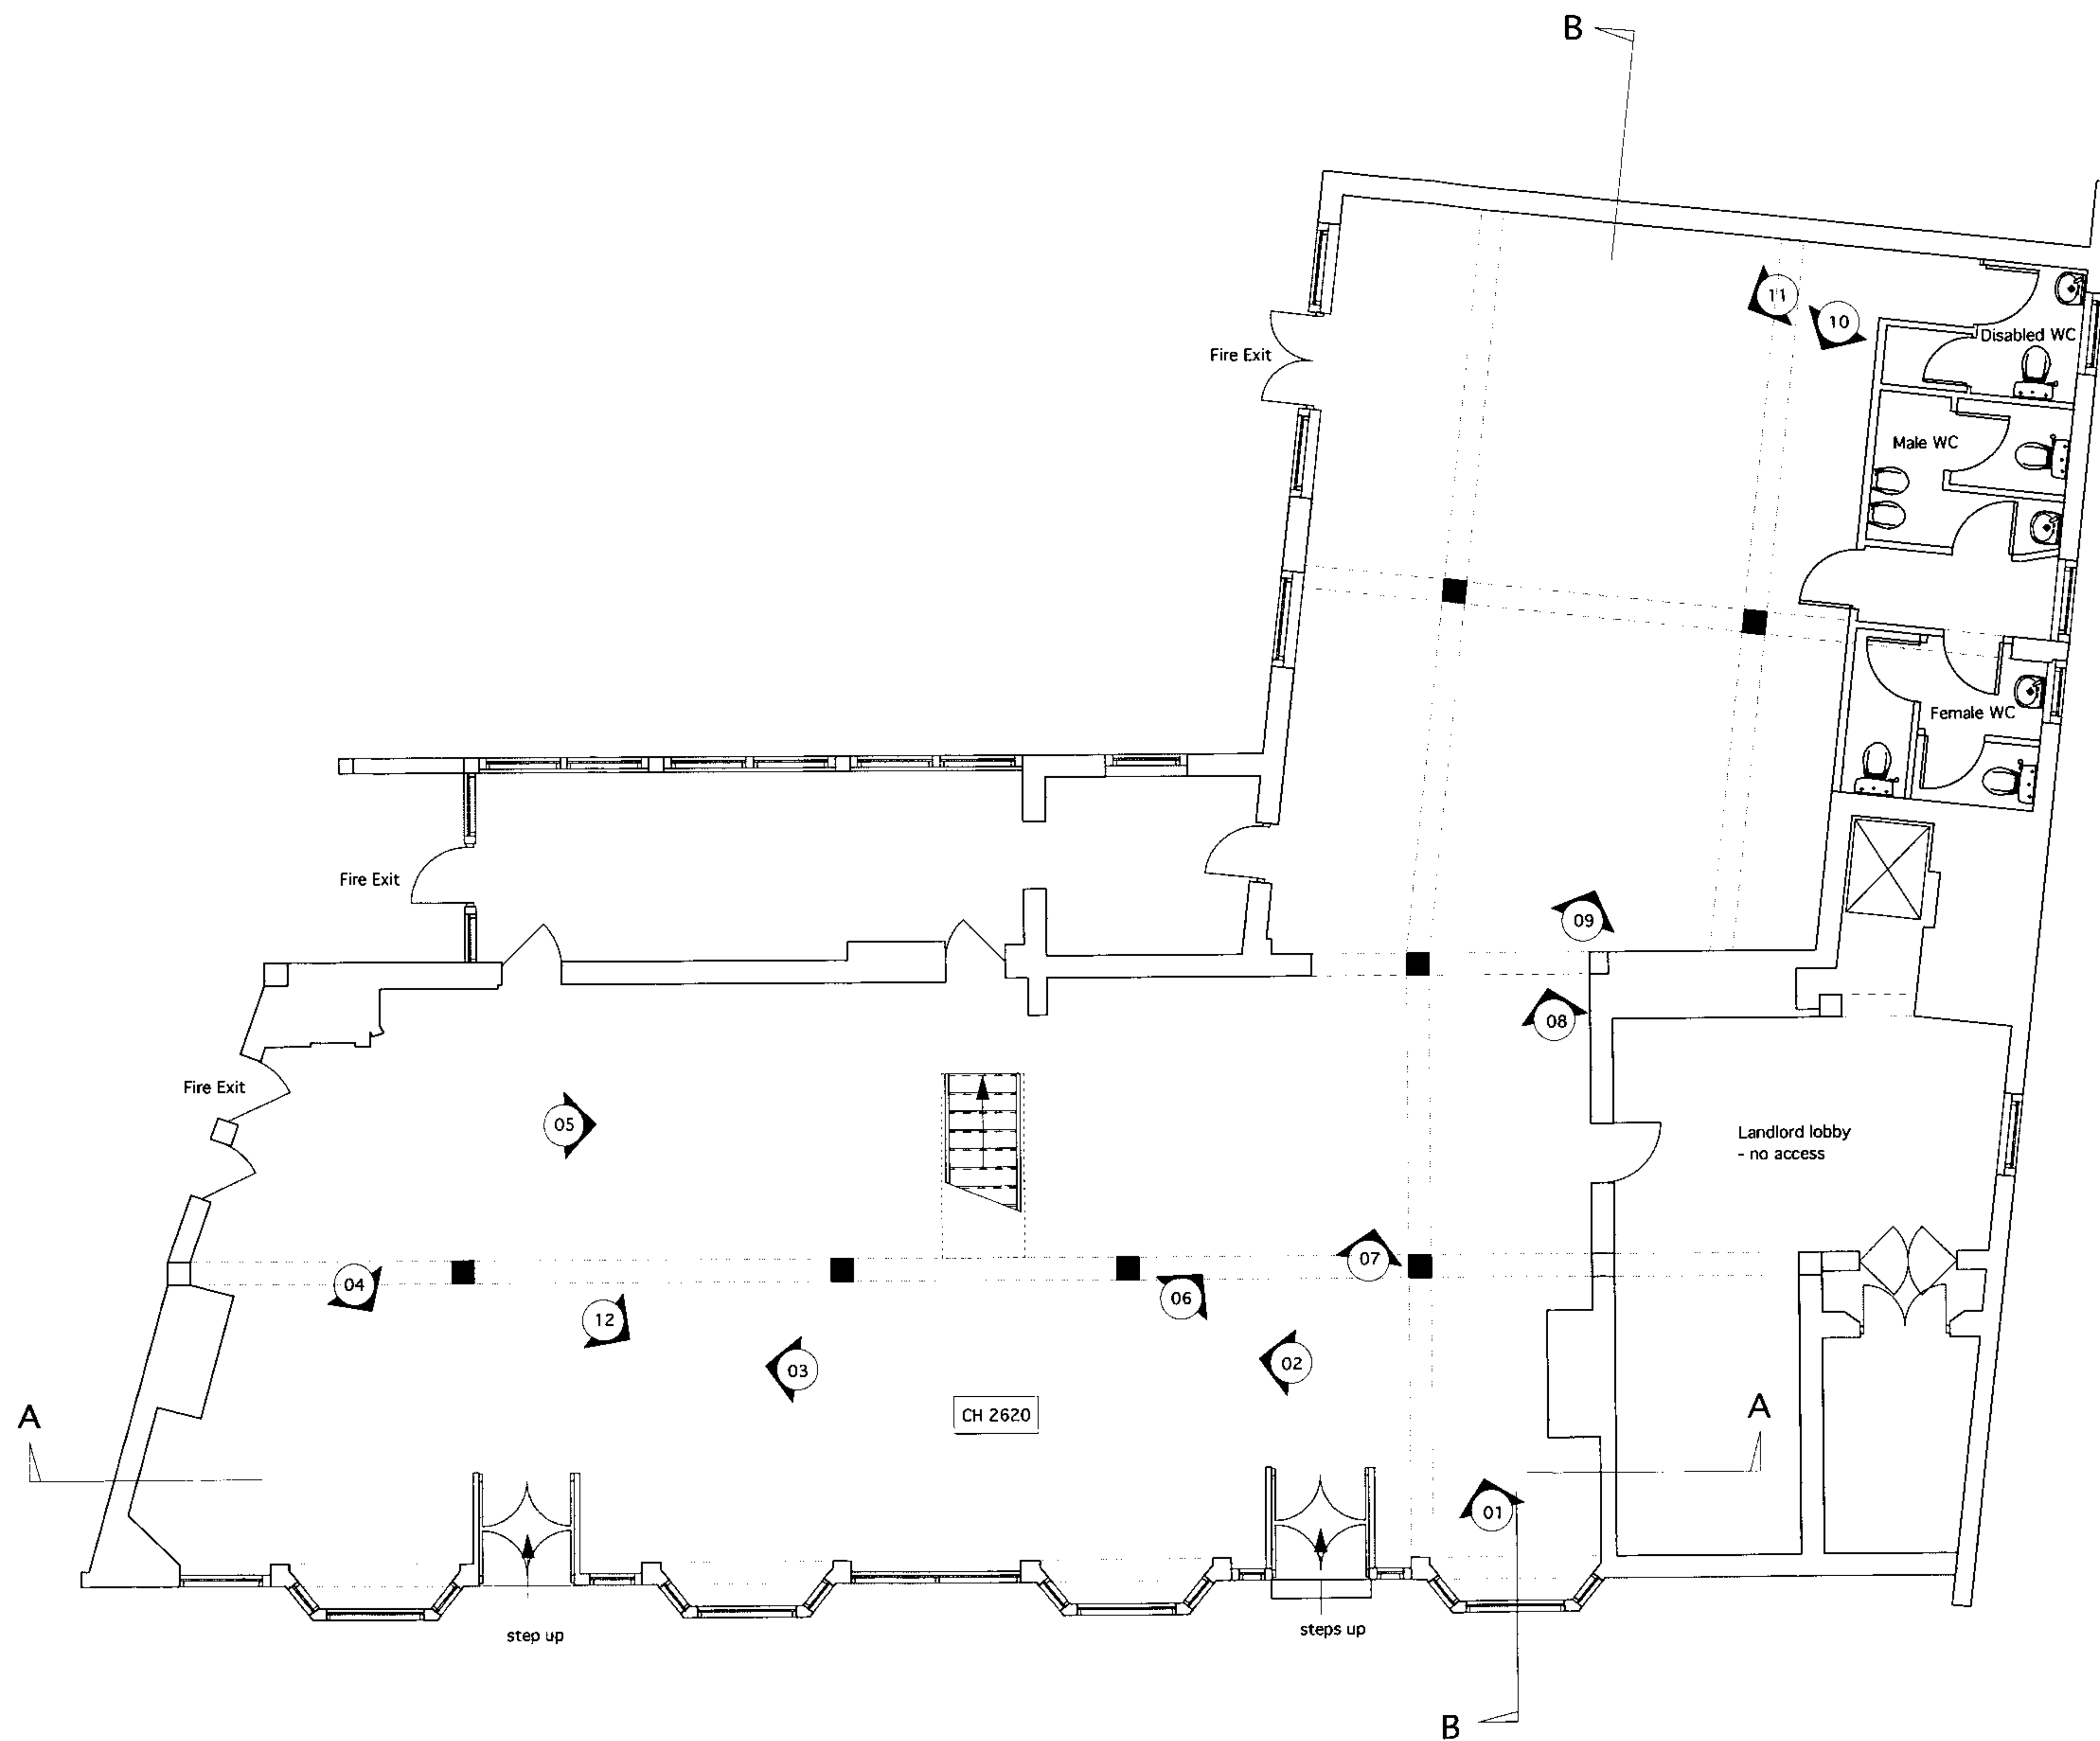 B
11
10
Disabled WC
Fire Exit
Male WC
Female WC
Fire Exit
09
08
Fire Exit
05
Landlord lobby
- no access
07
04
06
12
03
02
CH 2620
A
A
01
step up
steps up
B